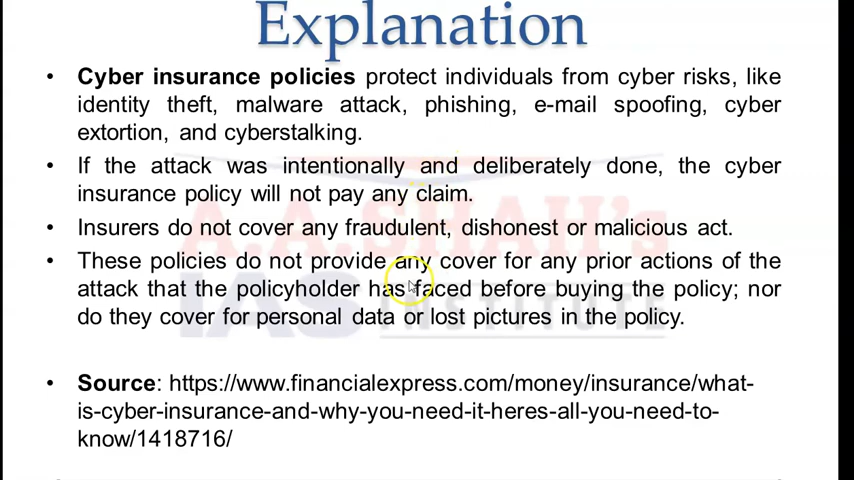 Explanation
• Cyber insurance policies protect individuals from cyber risks, like
identity theft, malware attack, phishing, e-mail spoofing, cyber
extortion, and cyberstalking.
• If the attack was intentionally and deliberately done, the cyber
insurance policy will not pay any claim.
• Insurers do not cover any fraudulent, dishonest or malicious act.
• These policies do not provide any cover for any prior actions of the
attack that the policyholder has faced before buying the policy; nor
do they cover for personal data or lost pictures in the policy.
• Source: https://www.financialexpress.com/money/insurance/what-
is-cyber-insurance-and-why-you-need-it-heres-all-you-need-to-
know/1418716/
A.A.SHAH's
IAS INSTITUTE